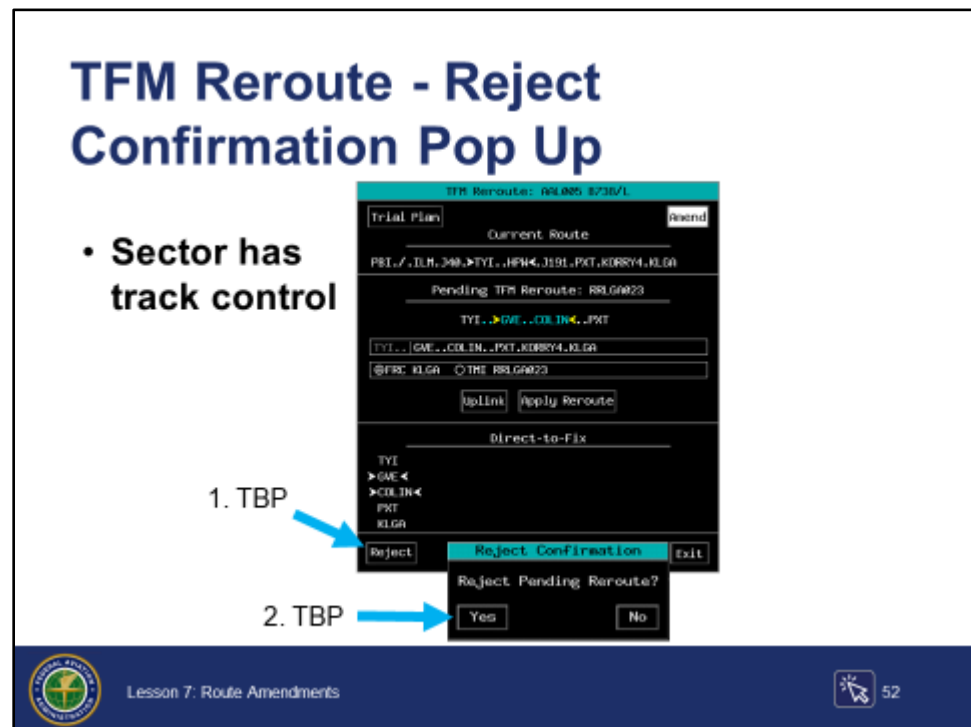 TFM Reroute - Reject
Confirmation Pop Up
• Sector has
track control
TFM Reroute: AAL005 B738/L
Trial Plan
Amend
Current Route
PBI./.ILM.J40.➤TYI..HPW➤.J191.PXT.KORRY4.KLGA
Pending TFM Reroute: RRLGA023
TYI..➤GVE..COLIN➤..PXT
TYI.. GVE..COLIN..PXT.KORRY4.KLGA
FRC KLGA TMI RRLGA023
Uplink Apply Reroute
Direct-to-Fix
TYI
➤GVE➤
➤COLIN➤
PXT
KLGA
1. TBP
Reject
Reject Confirmation
Exit
Reject Pending Reroute?
2. TBP
Yes No
FEDERAL AVIATION
ADMINISTRATION
Lesson 7: Route Amendments
52